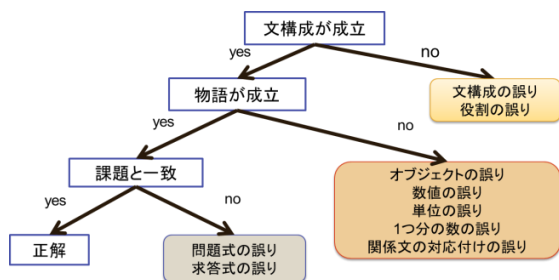 文構成が成立
yes
no
物語が成立
文構成の誤り
役割の誤り
yes
no
課題と一致
オブジェクトの誤り
数値の誤り
単位の誤り
1つ分の数の誤り
関係文の対応付けの誤り
yes
no
正解
問題式の誤り
求答式の誤り